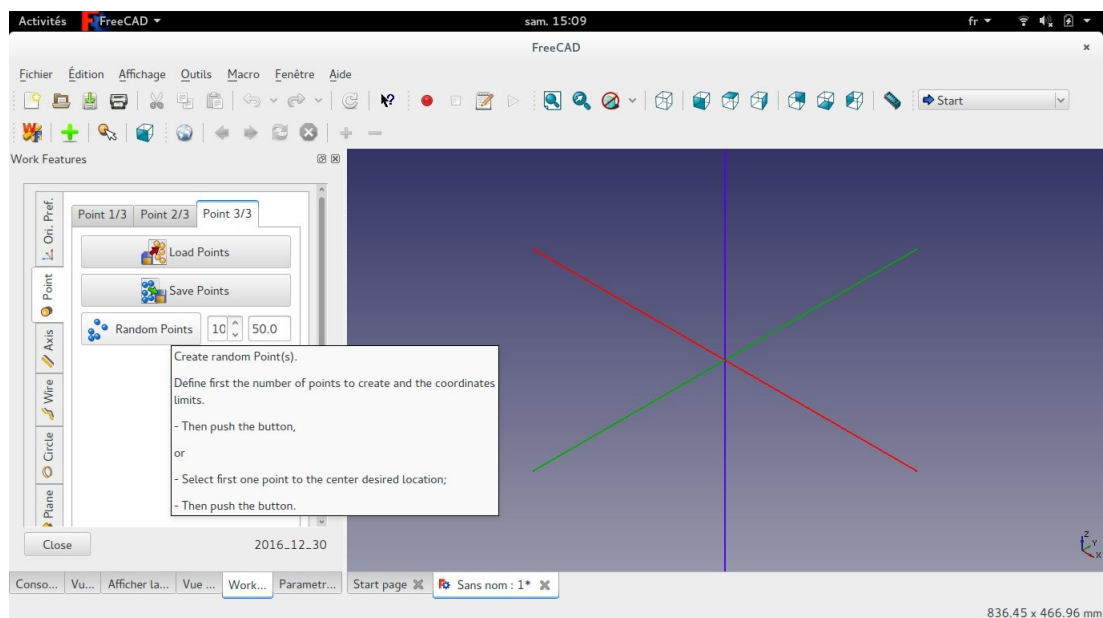 Activités FreeCAD sam. 15:09 fr
FreeCAD
Fichier Édition Affichage Outils Macro Fenêtre Aide
Start
Work Features
Ori. Pref.
Point
Axis
Wire
Circle
Plane
Point 1/3 Point 2/3 Point 3/3
Load Points
Save Points
Random Points 10 50.0
Create random Point(s).
Define first the number of points to create and the coordinates
limits.
- Then push the button,
or
- Select first one point to the center desired location;
- Then push the button.
Close 2016_12_30
Z
Y
X
Conso... Vu... Afficher la... Vue ... Work... Parametr... Start page Sans nom : 1*
836.45 x 466.96 mm